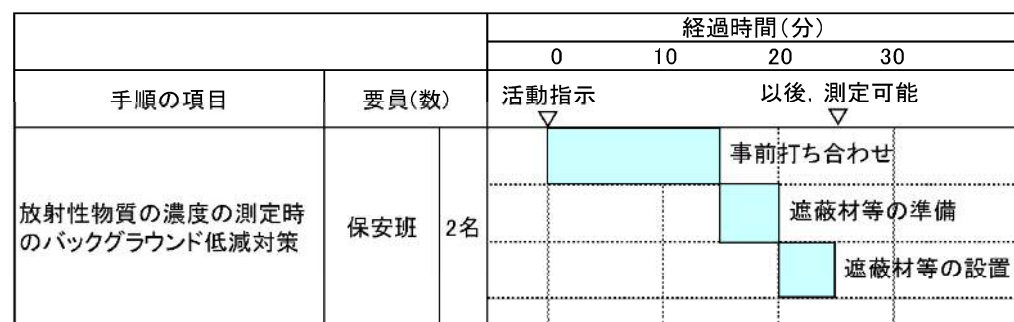 経過時間(分)
0 10 20 30
手順の項目 要員(数) 活動指示 以後,測定可能
事前打ち合わせ
放射性物質の濃度の測定時
のバックグラウンド低減対策
保安班 2名
遮蔽材等の準備
遮蔽材等の設置